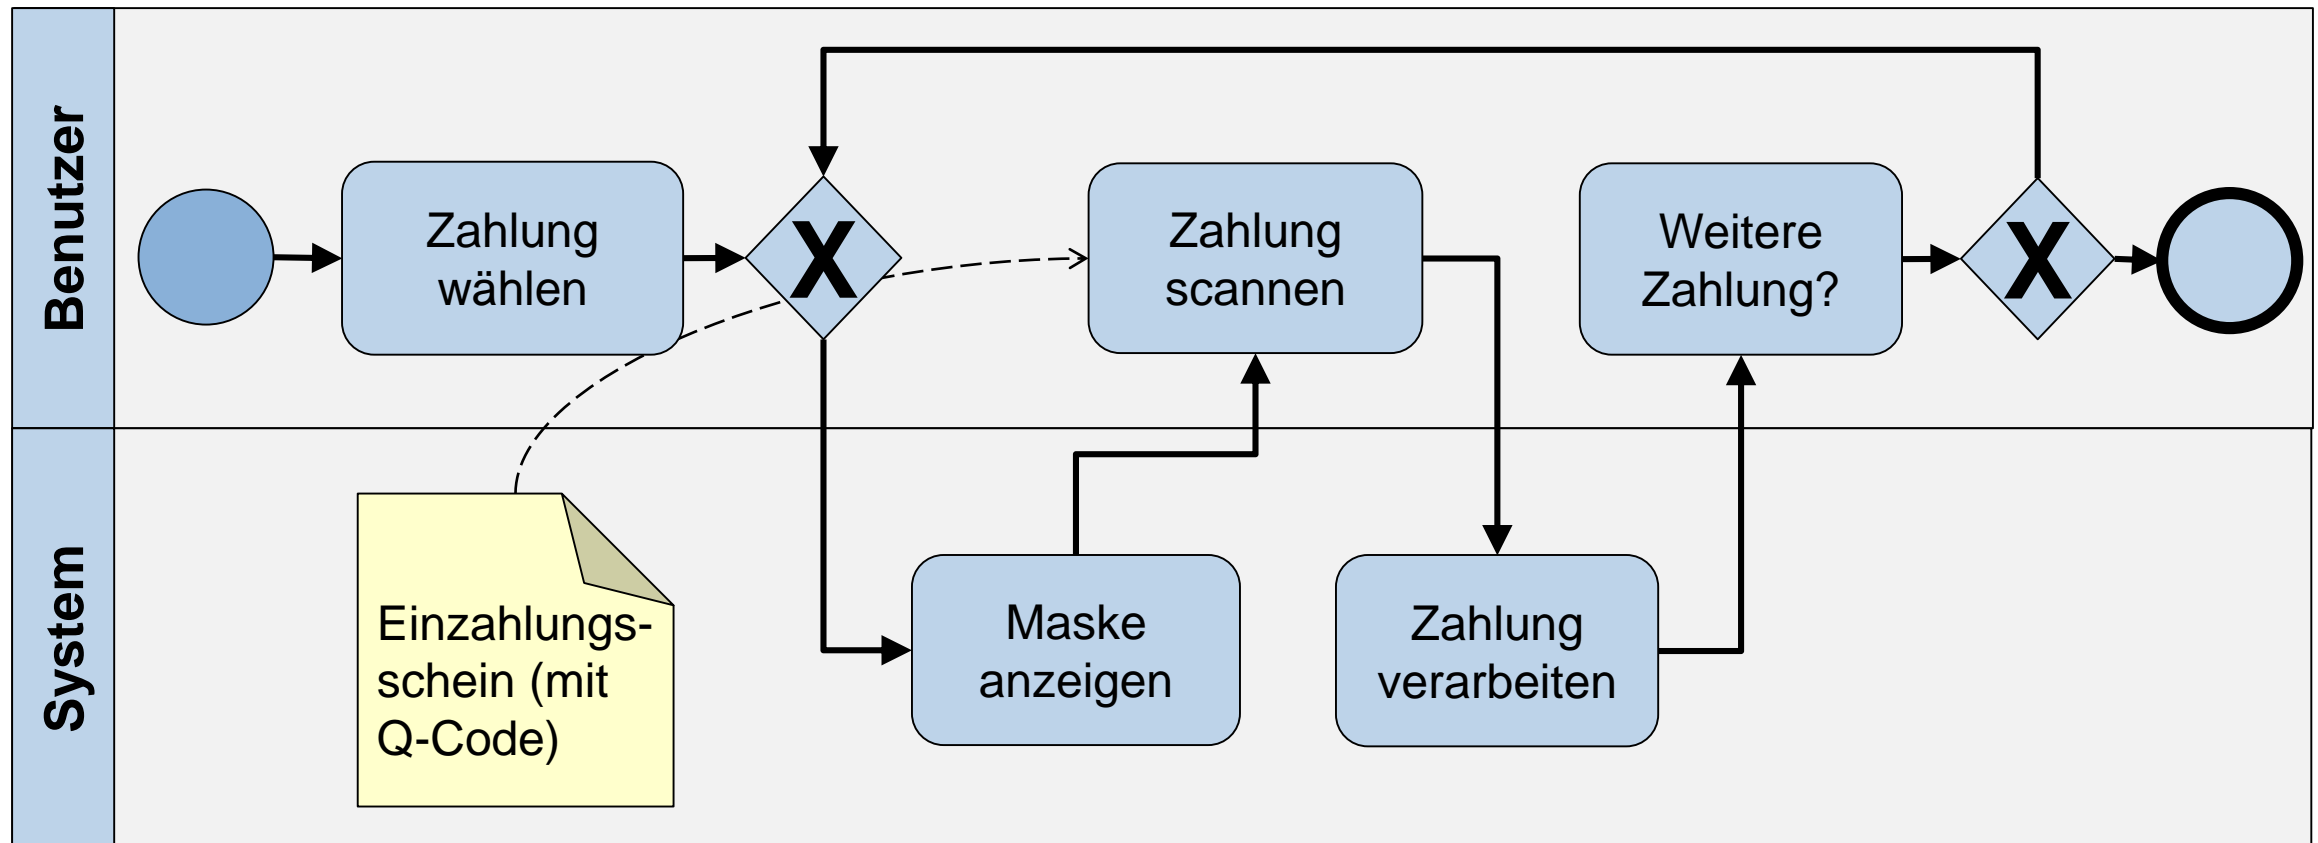 Benutzer
Zahlung
wählen
X
Zahlung
scannen
Weitere
Zahlung?
X
System
Einzahlungs-
schein (mit
Q-Code)
Maske
anzeigen
Zahlung
verarbeiten